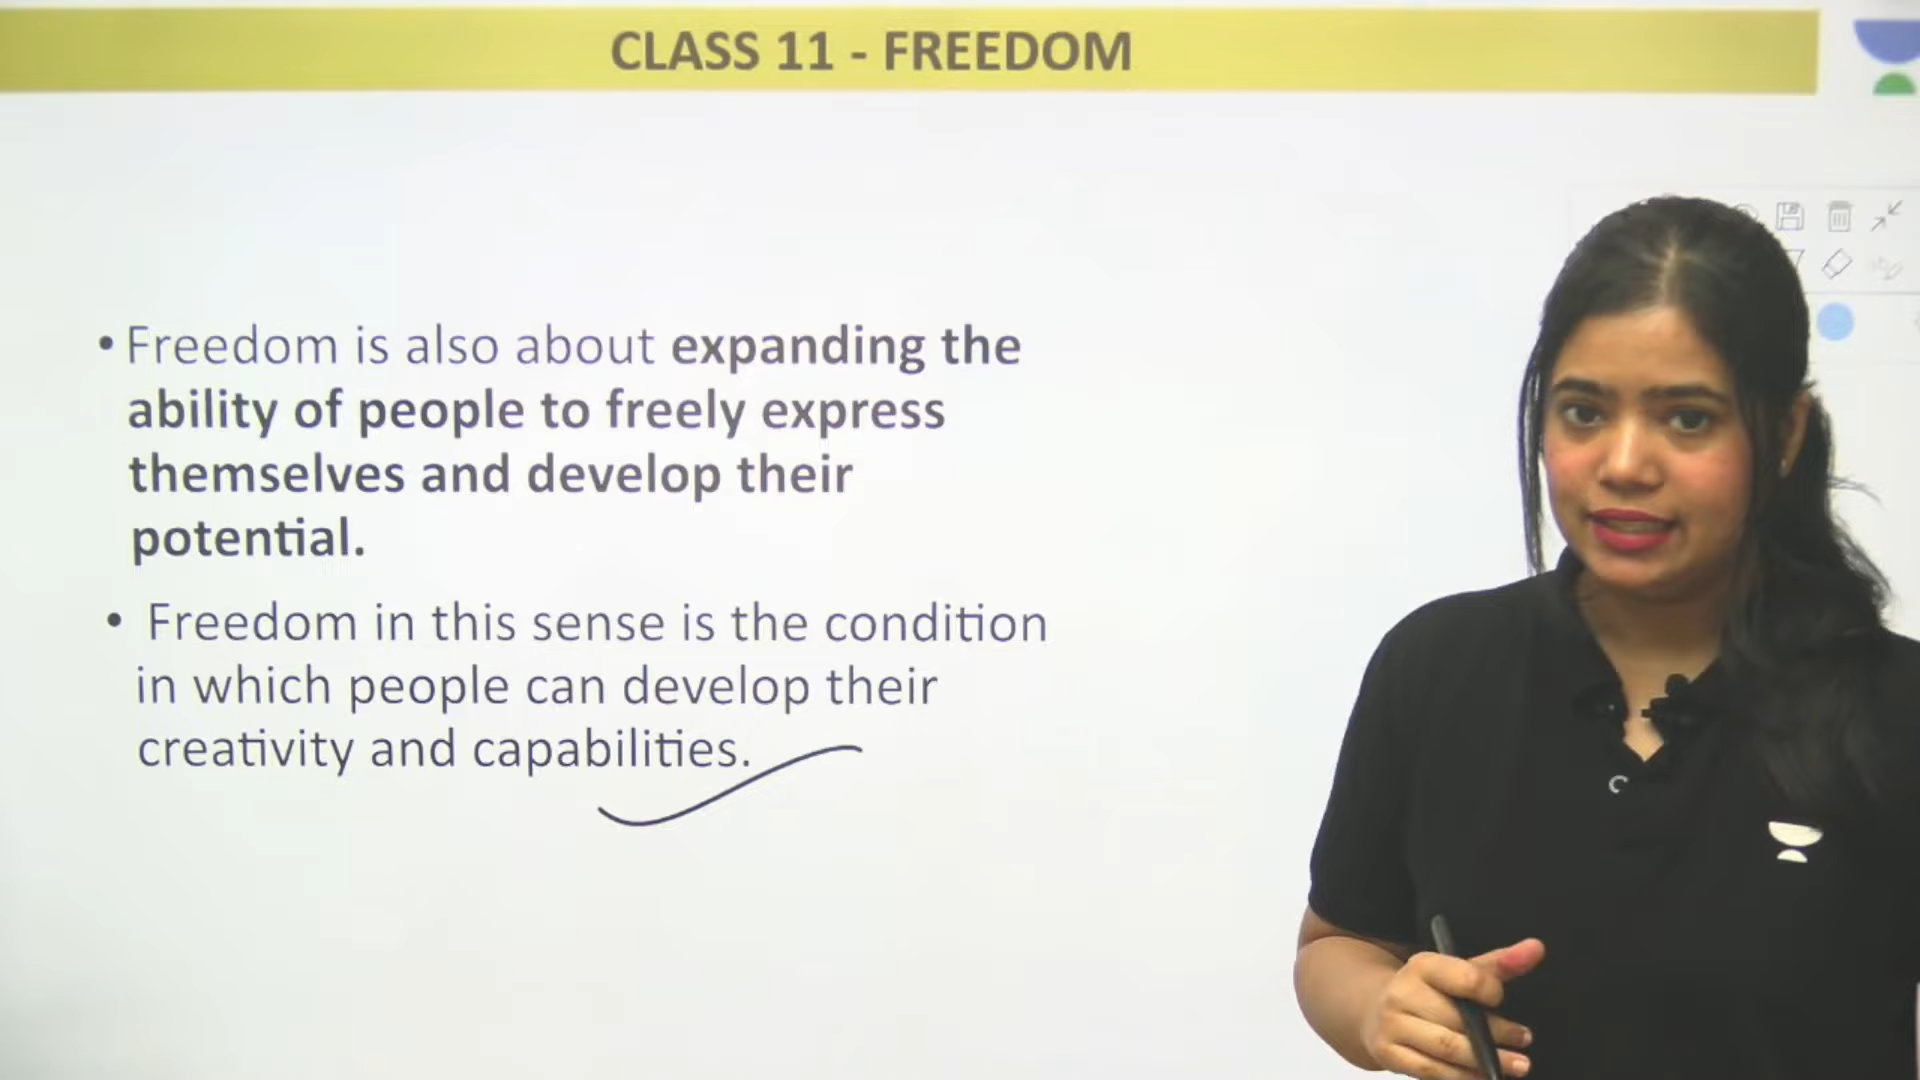 CLASS 11 - FREEDOM
• Freedom is also about expanding the
ability of people to freely express
themselves and develop their
potential.
• Freedom in this sense is the condition
in which people can develop their
creativity and capabilities.